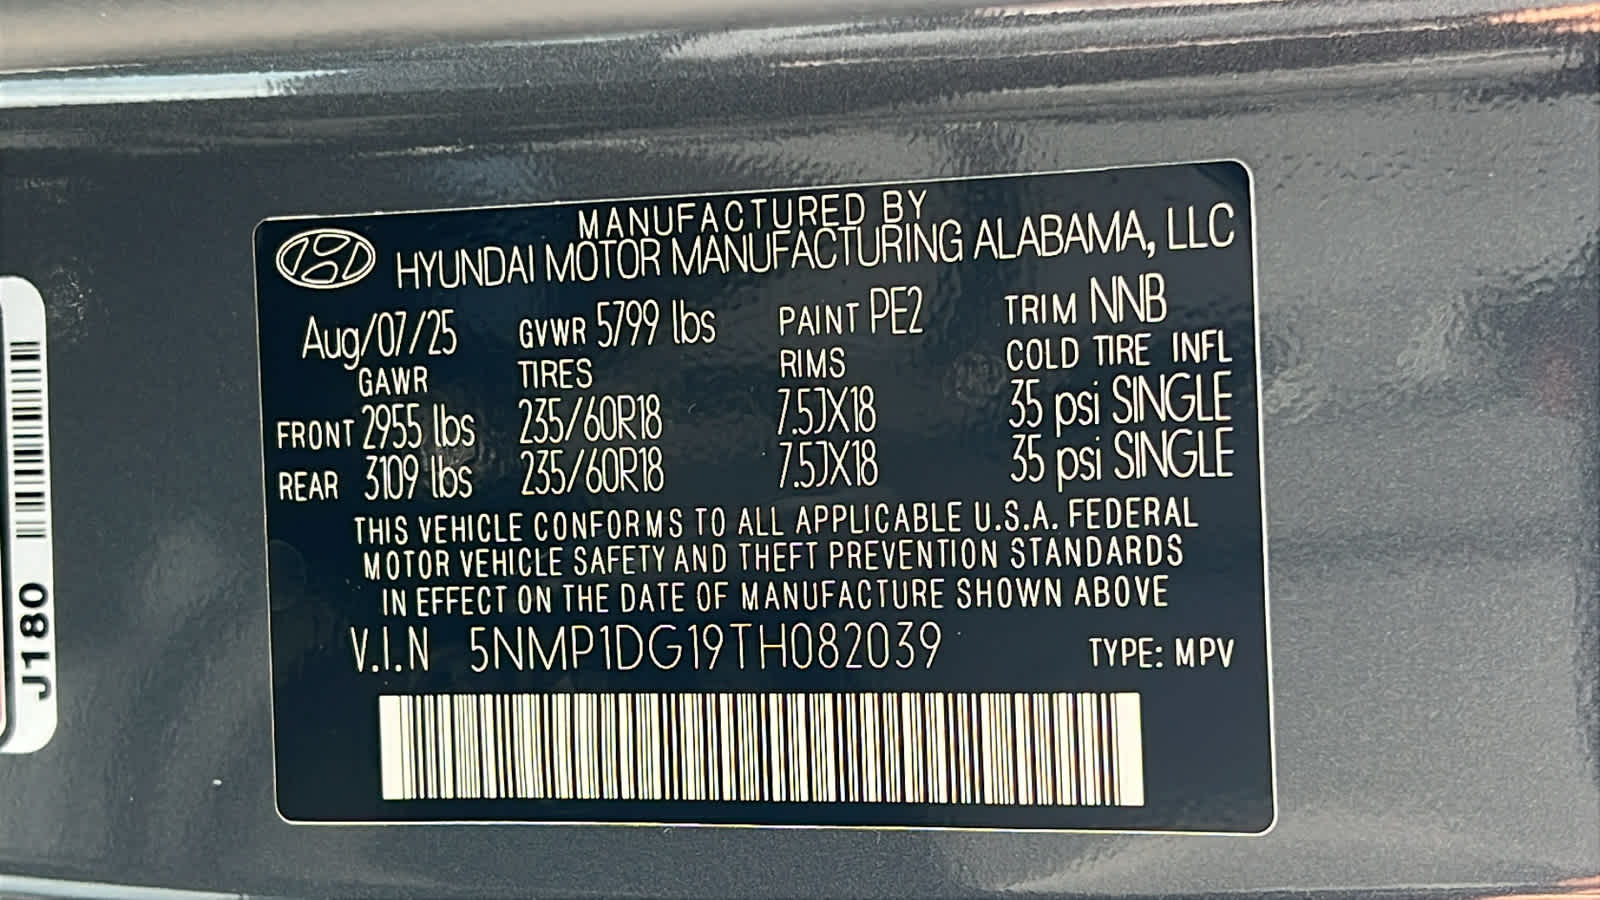 MANUFACTURED BY
HYUNDAI MOTOR MANUFACTURING ALABAMA, LLC
Aug/07/25 GVWR 5799 lbs PAINT PE2 TRIM NNB
GAWR TIRES RIMS COLD TIRE INFL
FRONT 2955 lbs 235/60R18 7.5JX18 35 psi SINGLE
REAR 3109 lbs 235/60R18 7.5JX18 35 psi SINGLE
THIS VEHICLE CONFORMS TO ALL APPLICABLE U.S.A. FEDERAL
MOTOR VEHICLE SAFETY AND THEFT PREVENTION STANDARDS
IN EFFECT ON THE DATE OF MANUFACTURE SHOWN ABOVE
V.I.N 5NMP1DG19TH082039 TYPE: MPV
J180